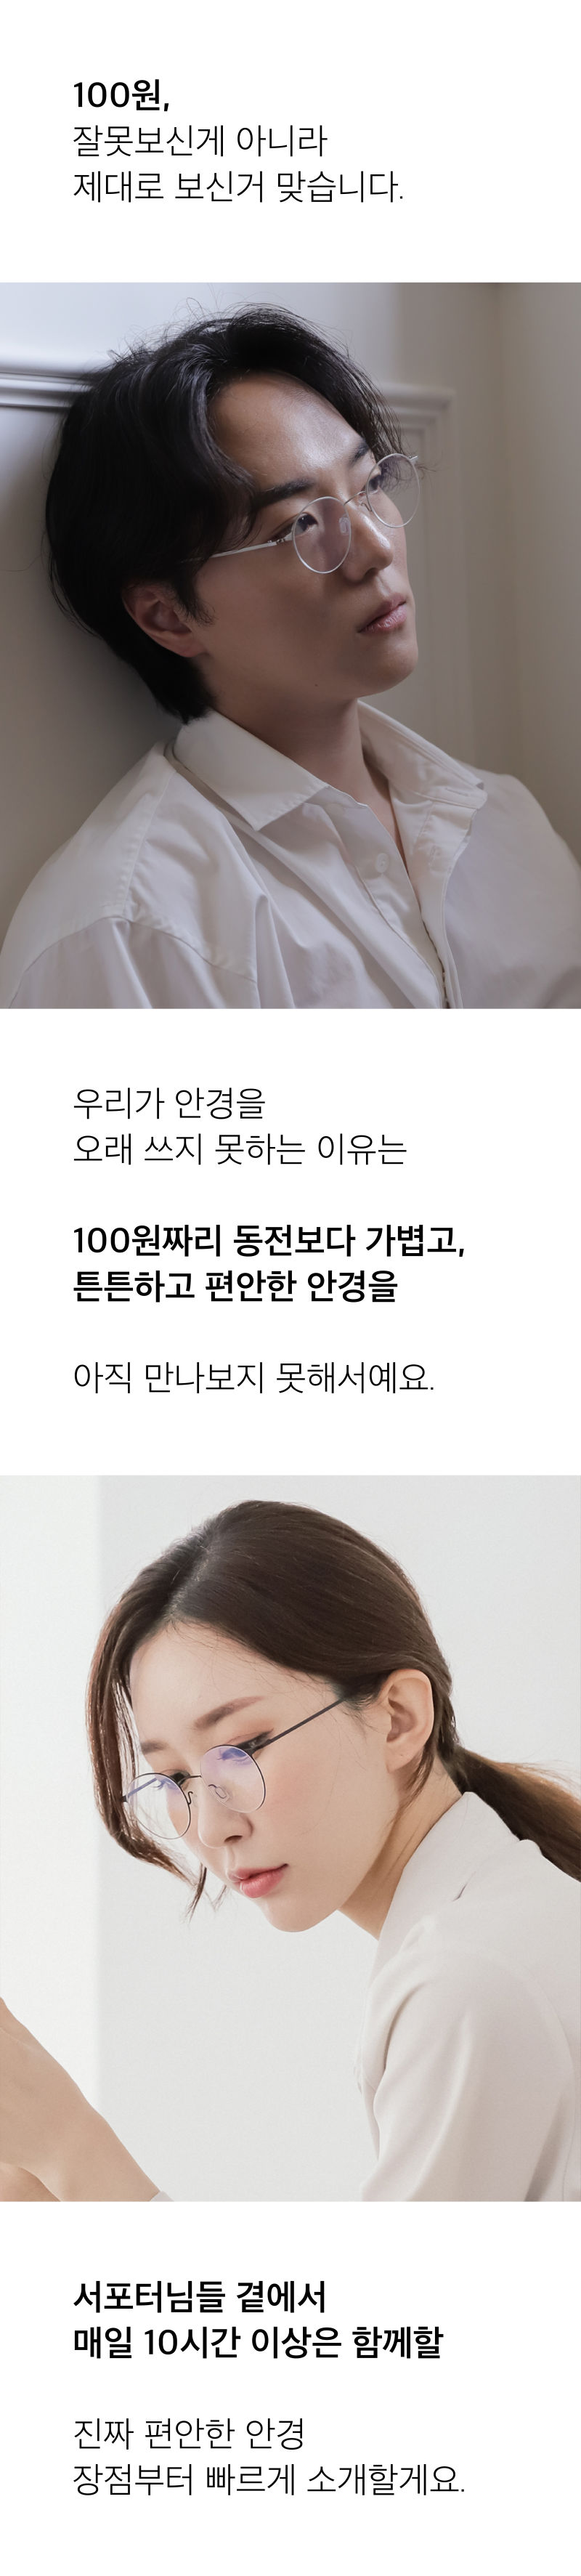 100원,
잘못보신게 아니라
제대로 보신거 맞습니다.
우리가 안경을
오래 쓰지 못하는 이유는
100원짜리 동전보다 가볍고,
튼튼하고 편안한 안경을
아직 만나보지 못해서예요.
서포터님들 곁에서
매일 10시간 이상은 함께할
진짜 편안한 안경
장점부터 빠르게 소개할게요.